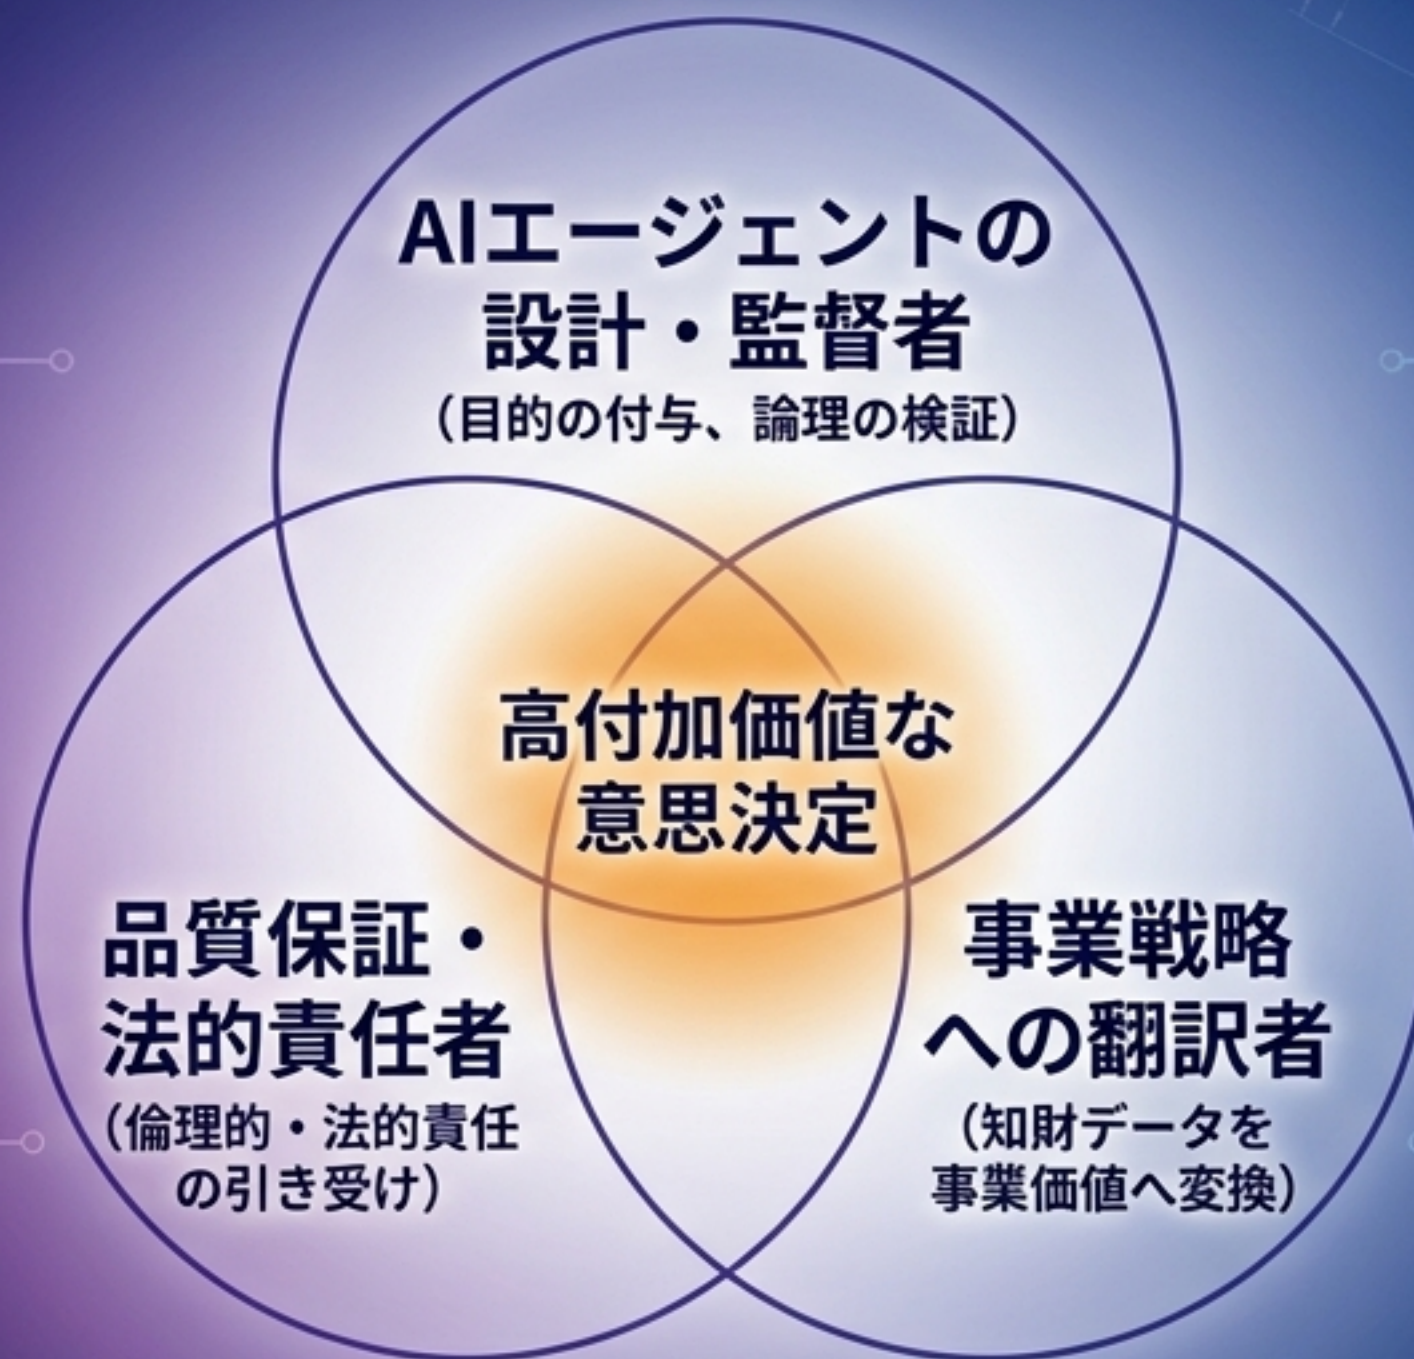 AIエージェントの
設計・監督者
（目的の付与、論理の検証）
高付加価値な
意思決定
品質保証・
法的責任者
（倫理的・法的責任
の引き受け）
事業戦略
への翻訳者
（知財データを
事業価値へ変換）